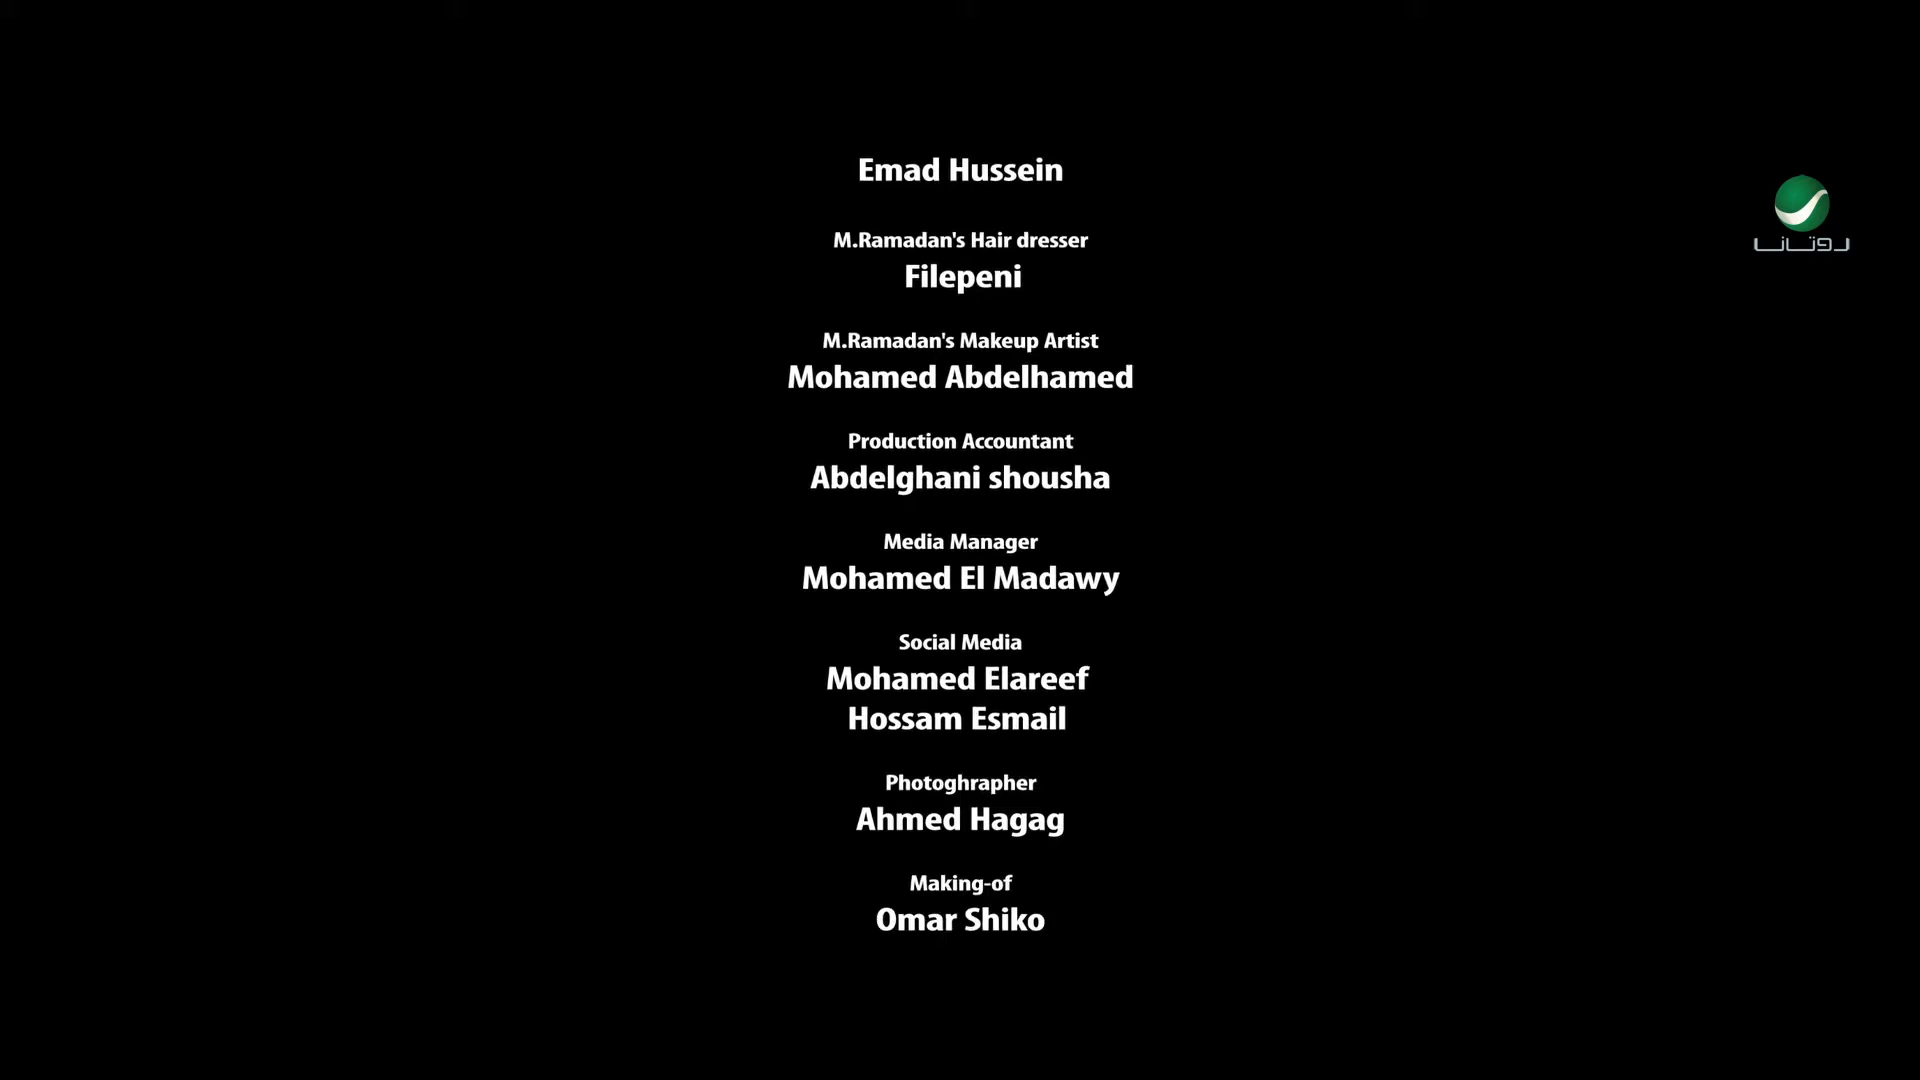 Emad Hussein
M.Ramadan's Hair dresser
Filepeni
M.Ramadan's Makeup Artist
Mohamed Abdelhamed
Production Accountant
Abdelghani shousha
Media Manager
Mohamed El Madawy
Social Media
Mohamed Elareef
Hossam Esmail
Photoghrapher
Ahmed Hagag
Making-of
Omar Shiko
روتانا